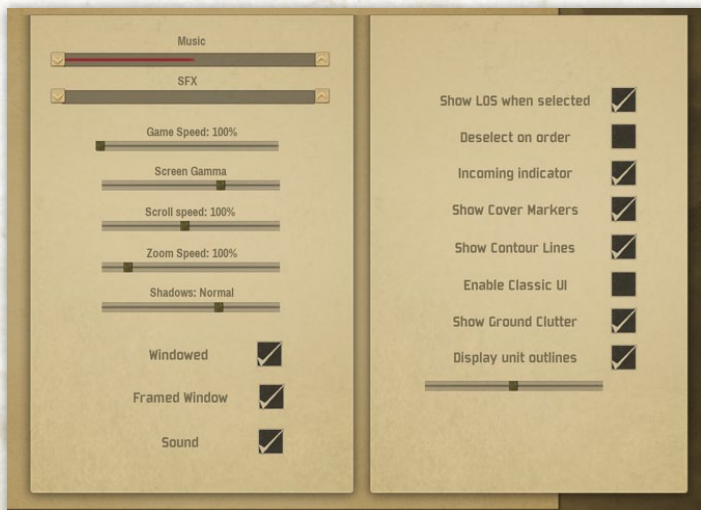 Music
SFX
Game Speed: 100%
Screen Gamma
Scroll speed: 100%
Zoom Speed: 100%
Shadows: Normal
Windowed
Framed Window
Sound
Show LOS when selected
Deselect on order
Incoming indicator
Show Cover Markers
Show Contour Lines
Enable Classic UI
Show Ground Clutter
Display unit outlines